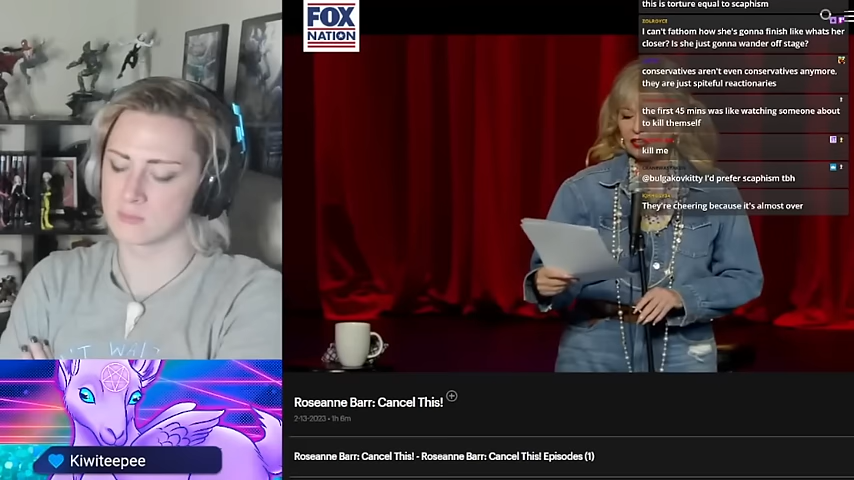 FOX
NATION
this is torture equal to scaphism
I can't fathom how she's gonna finish like whats her
closer? Is she just gonna wander off stage?
conservatives aren't even conservatives anymore,
they are just spiteful reactionaries
the first 45 mins was like watching someone about
to kill themself
kill me
@bulgakovkitty I'd prefer scaphism tbh
They're cheering because it's almost over
Roseanne Barr: Cancel This!
2-13-2023 • 1h 6m
Roseanne Barr: Cancel This! - Roseanne Barr: Cancel This! Episodes (1)
Kiwiteepee